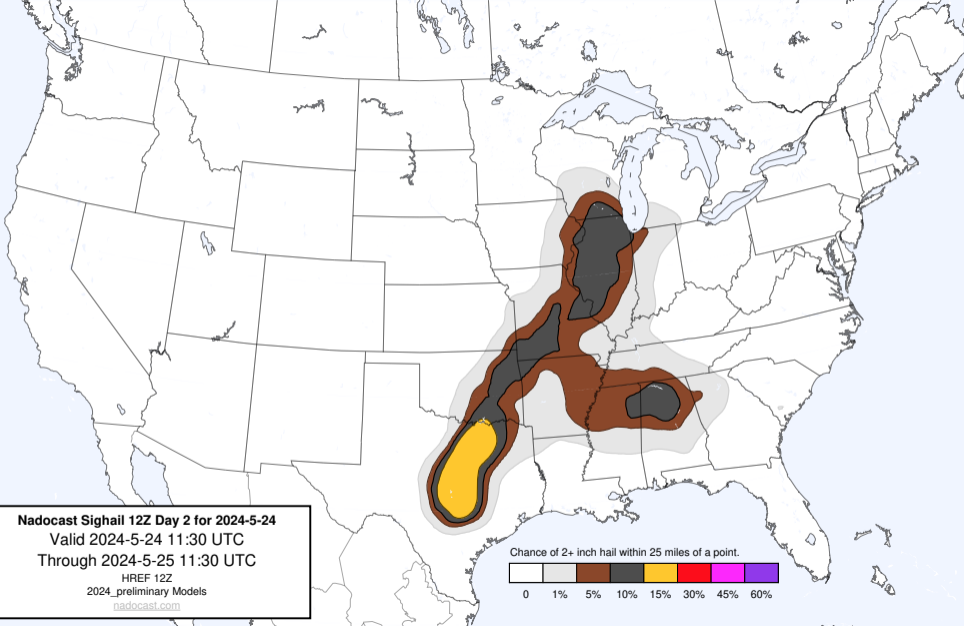 Nadocast Sighail 12Z Day 2 for 2024-5-24
Valid 2024-5-24 11:30 UTC
Through 2024-5-25 11:30 UTC
HREF 12Z
2024_preliminary Models
nadocast.com
Chance of 2+ inch hail within 25 miles of a point.
0 1% 5% 10% 15% 30% 45% 60%